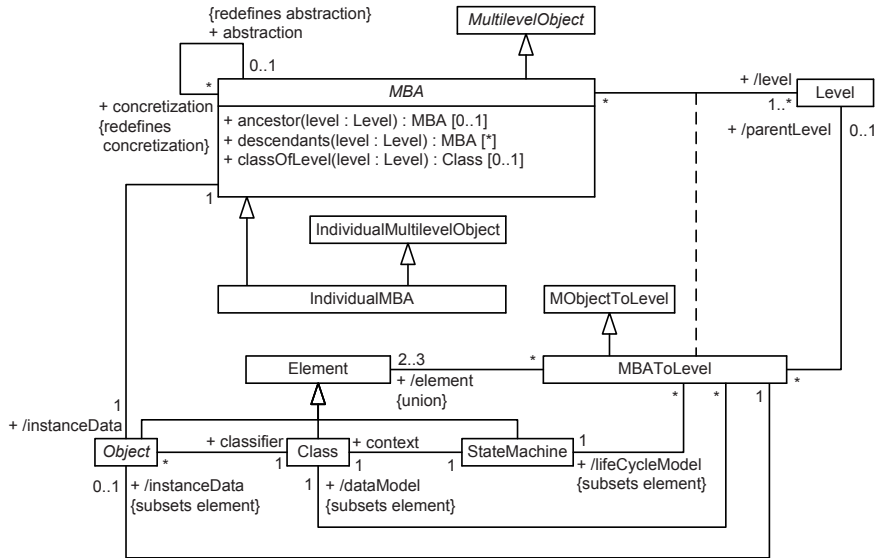 {redefines abstraction}
+ abstraction
0..1
*
+ concretization
{redefines
concretization}
MultilevelObject
MBA
+ ancestor(level : Level) : MBA [0..1]
+ descendants(level : Level) : MBA [*]
+ classOfLevel(level : Level) : Class [0..1]
*
+ /level
1..*
Level
+ /parentLevel
0..1
1
IndividualMultilevelObject
IndividualMBA
MObjectToLevel
Element
2..3
+ /element
{union}
*
MBAToLevel
*
*
*
1
1
+ /instanceData
Object
*
+ classifier
1
Class
+ context
1
1
StateMachine
1
+ /lifeCycleModel
{subsets element}
0..1
+ /instanceData
{subsets element}
1
+ /dataModel
{subsets element}